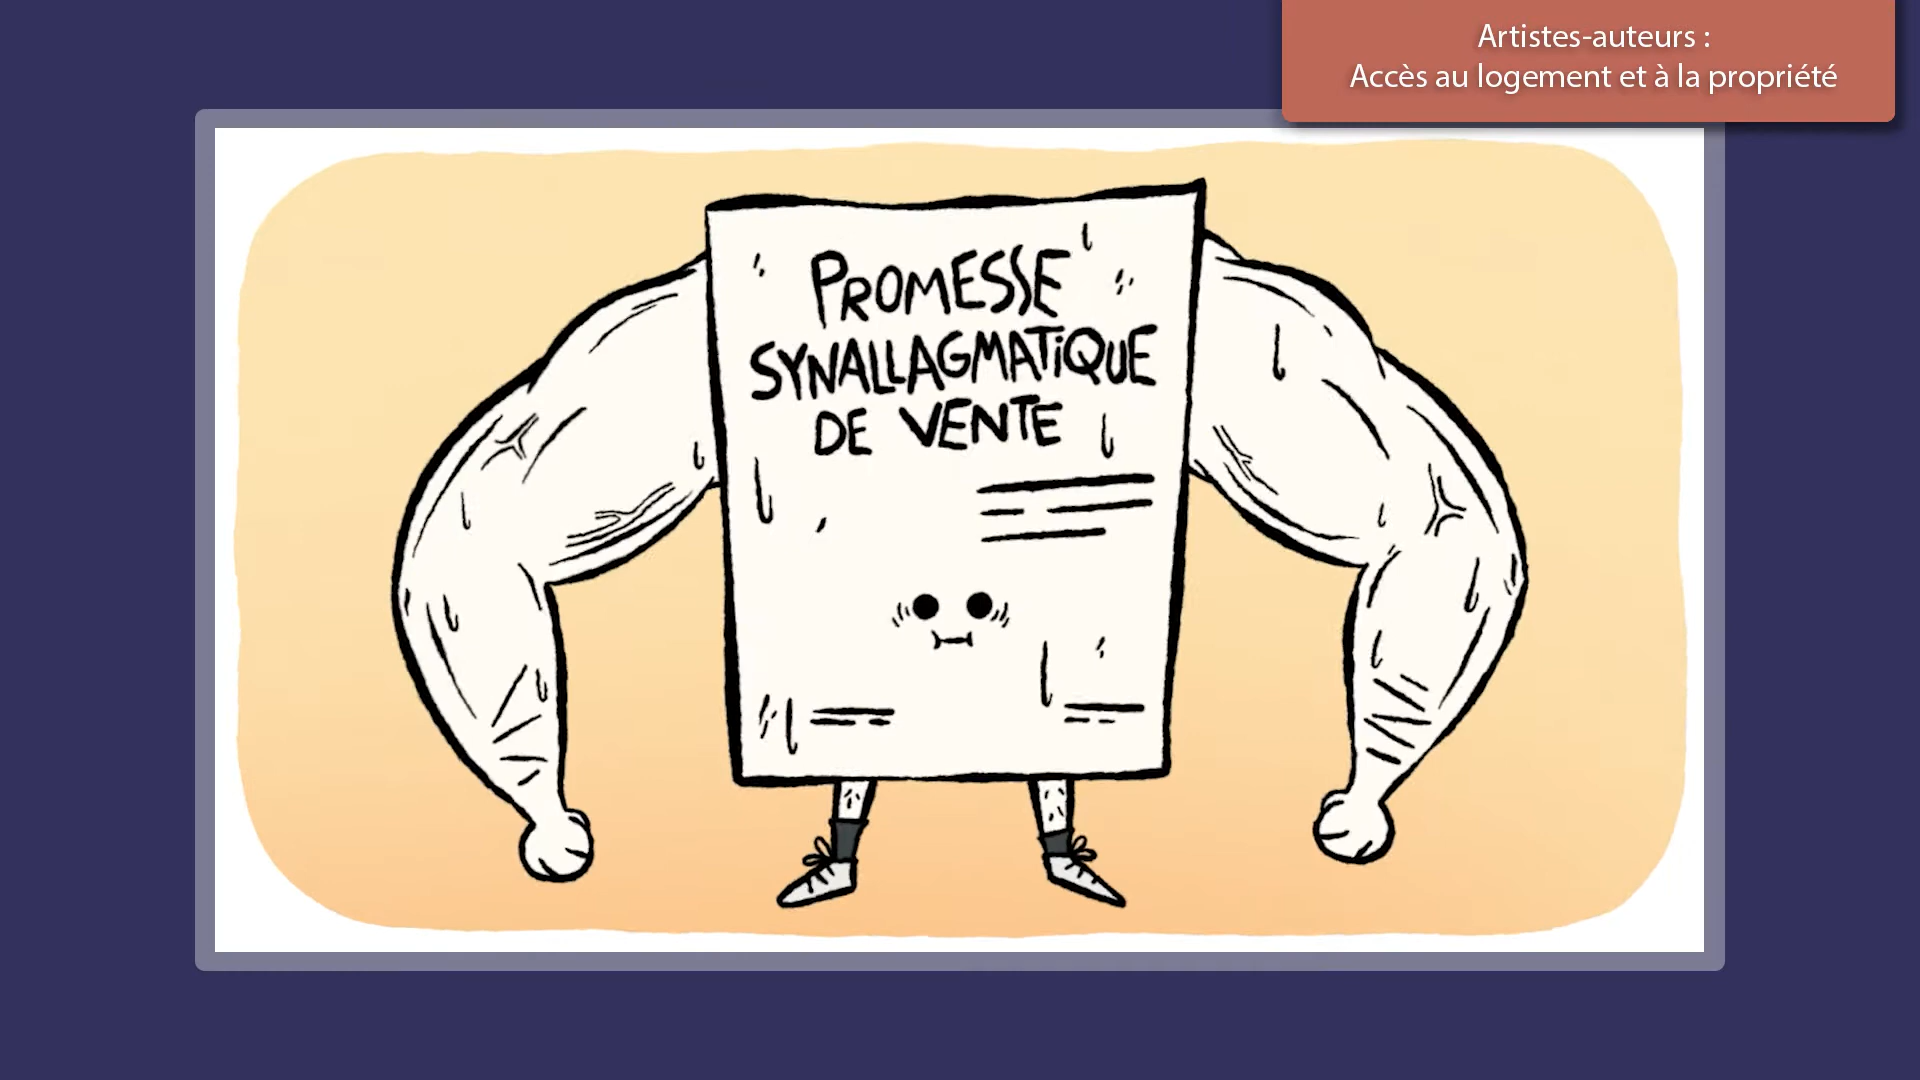 Artistes-auteurs :
Accès au logement et à la propriété
PROMESSE
SYNALLAGMATiQUE
DE VENTE